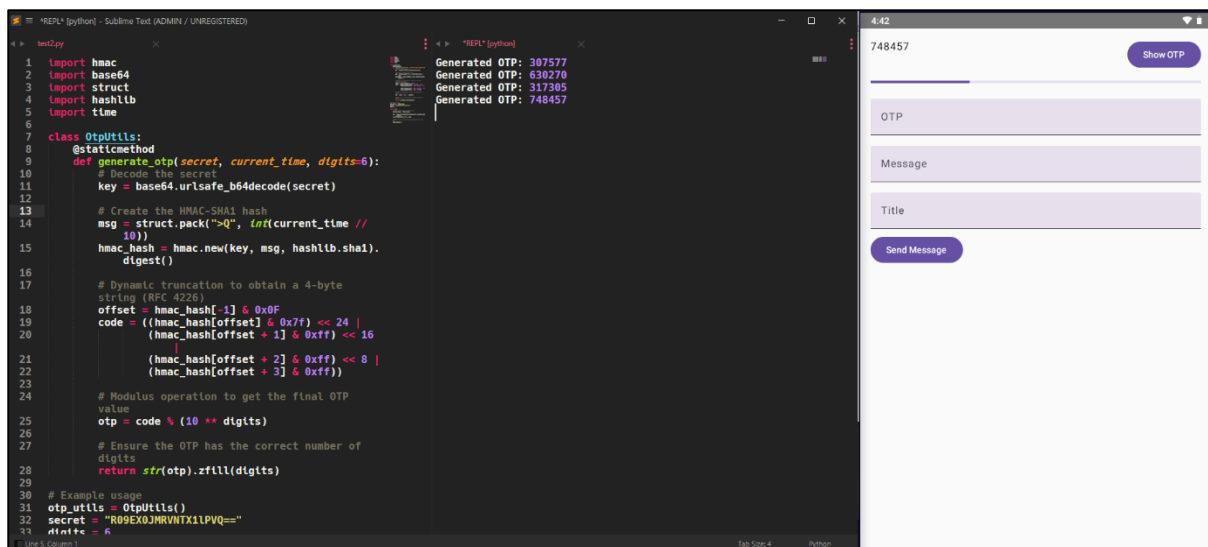 *REPL* [python] - Sublime Text (ADMIN / UNREGISTERED)
test2.py
1 import hmac
2 import base64
3 import struct
4 import hashlib
5 import time
6
7 class OtpUtils:
8 @staticmethod
9 def generate_otp(secret, current_time, digits=6):
10 # Decode the secret
11 key = base64.urlsafe_b64decode(secret)
12
13 # Create the HMAC-SHA1 hash
14 msg = struct.pack(">Q", int(current_time //
10))
15 hmac_hash = hmac.new(key, msg, hashlib.sha1).
digest()
16
17 # Dynamic truncation to obtain a 4-byte
string (RFC 4226)
18 offset = hmac_hash[-1] & 0x0F
19 code = ((hmac_hash[offset] & 0x7f) << 24 |
20 (hmac_hash[offset + 1] & 0xff) << 16
|
21 (hmac_hash[offset + 2] & 0xff) << 8 |
22 (hmac_hash[offset + 3] & 0xff))
23
24 # Modulus operation to get the final OTP
value
25 otp = code % (10 ** digits)
26
27 # Ensure the OTP has the correct number of
digits
28 return str(otp).zfill(digits)
29
30 # Example usage
31 otp_utils = OtpUtils()
32 secret = "R09EX0JMRVNTX1lPVQ=="
33 digits = 6
Line 5, Column 1
*REPL* [python]
Generated OTP: 307577
Generated OTP: 630270
Generated OTP: 317305
Generated OTP: 748457
Tab Size: 4
Python
4:42
748457
Show OTP
OTP
Message
Title
Send Message